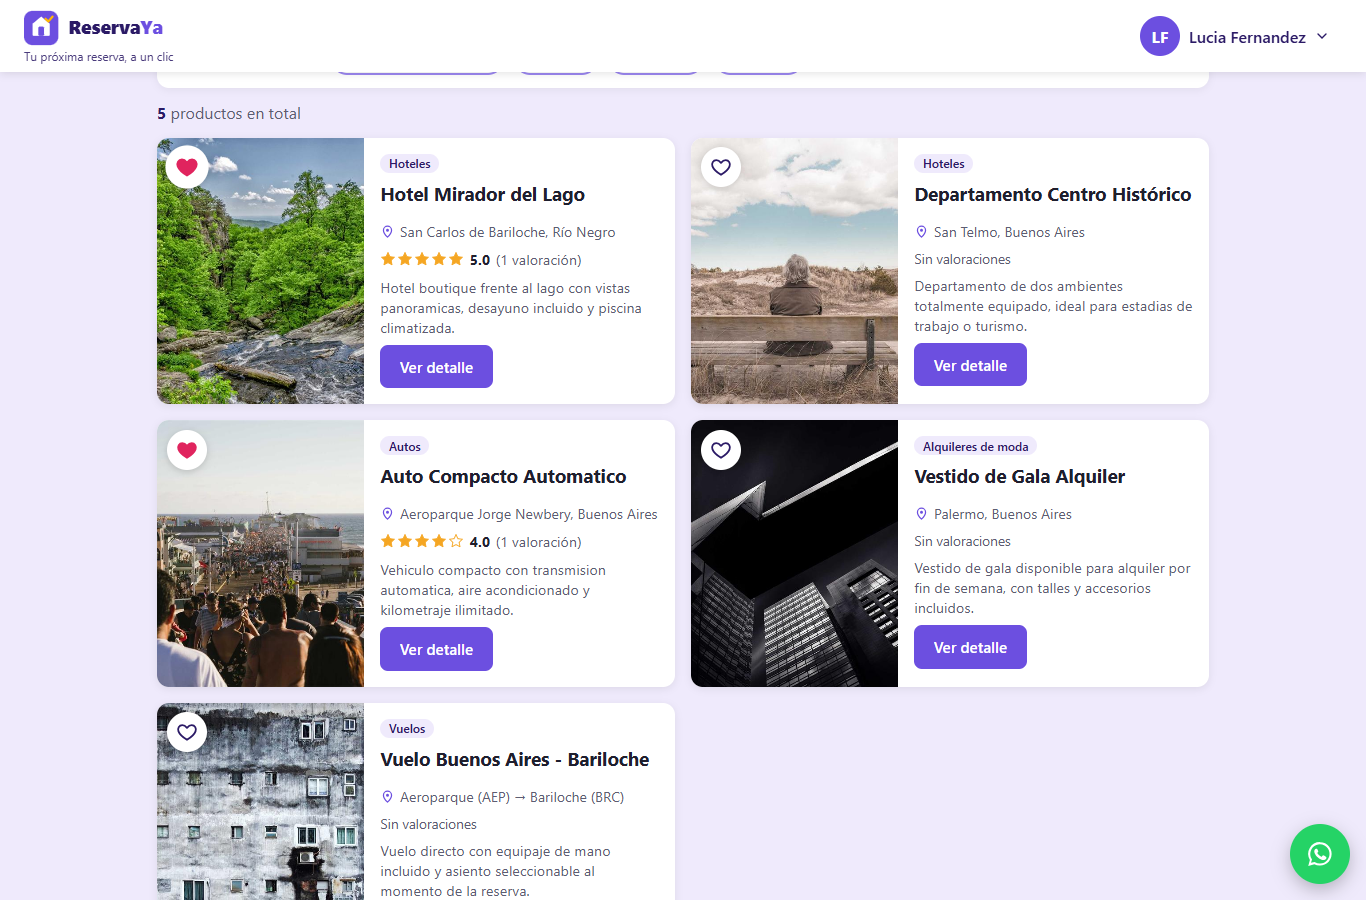 ReservaYa
Tu próxima reserva, a un clic
LF
Lucia Fernandez
5 productos en total
Hoteles
Hotel Mirador del Lago
San Carlos de Bariloche, Río Negro
5.0 (1 valoración)
Hotel boutique frente al lago con vistas
panoramicas, desayuno incluido y piscina
climatizada.
Ver detalle
Hoteles
Departamento Centro Histórico
San Telmo, Buenos Aires
Sin valoraciones
Departamento de dos ambientes
totalmente equipado, ideal para estadias de
trabajo o turismo.
Ver detalle
Autos
Auto Compacto Automatico
Aeroparque Jorge Newbery, Buenos Aires
4.0 (1 valoración)
Vehiculo compacto con transmision
automatica, aire acondicionado y
kilometraje ilimitado.
Ver detalle
Alquileres de moda
Vestido de Gala Alquiler
Palermo, Buenos Aires
Sin valoraciones
Vestido de gala disponible para alquiler por
fin de semana, con talles y accesorios
incluidos.
Ver detalle
Vuelos
Vuelo Buenos Aires - Bariloche
Aeroparque (AEP) → Bariloche (BRC)
Sin valoraciones
Vuelo directo con equipaje de mano
incluido y asiento seleccionable al
momento de la reserva.